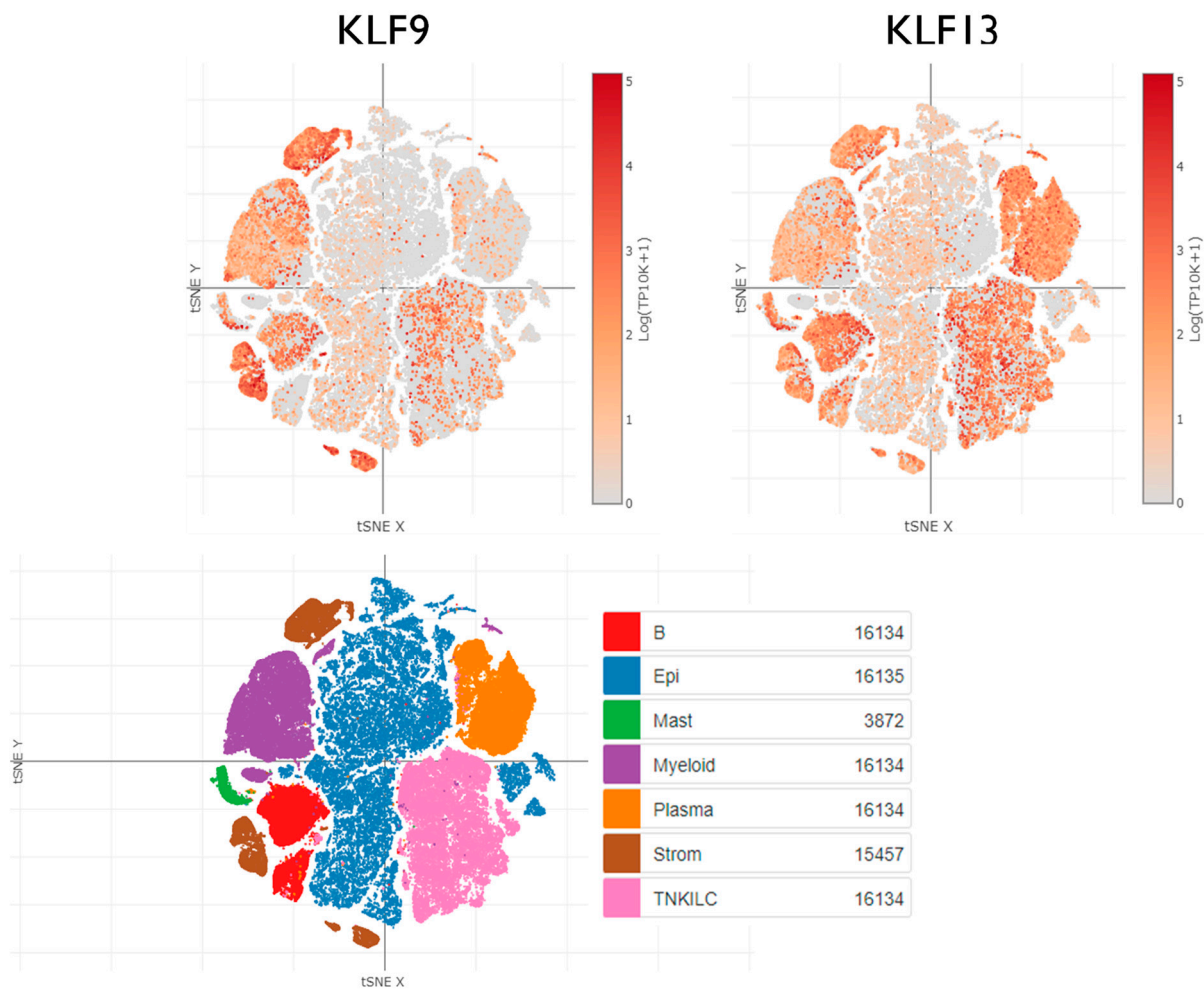 KLF9
KLF13
5
4
3
2
1
0
Log(TP10K+1)
tSNE Y
tSNE X
5
4
3
2
1
0
Log(TP10K+1)
tSNE Y
tSNE X
tSNE Y
tSNE X
B 16134
Epi 16135
Mast 3872
Myeloid 16134
Plasma 16134
Strom 15457
TNKILC 16134